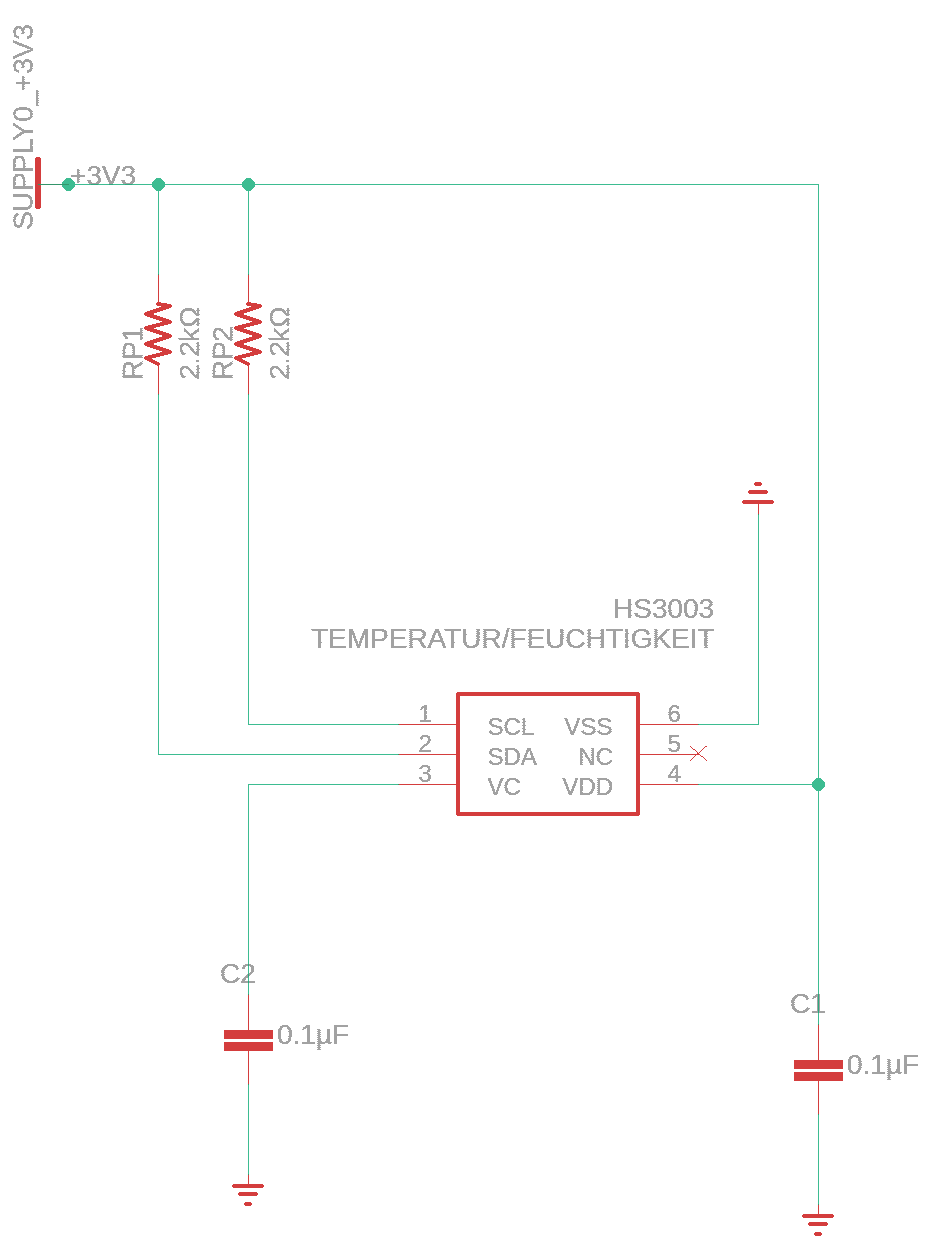 SUPPLY0_+3V3
+3V3
RP1
2.2kΩ
RP2
2.2kΩ
HS3003
TEMPERATUR/FEUCHTIGKEIT
1
SCL
VSS
6
2
SDA
NC
5
3
VC
VDD
4
C2
0.1µF
C1
0.1µF